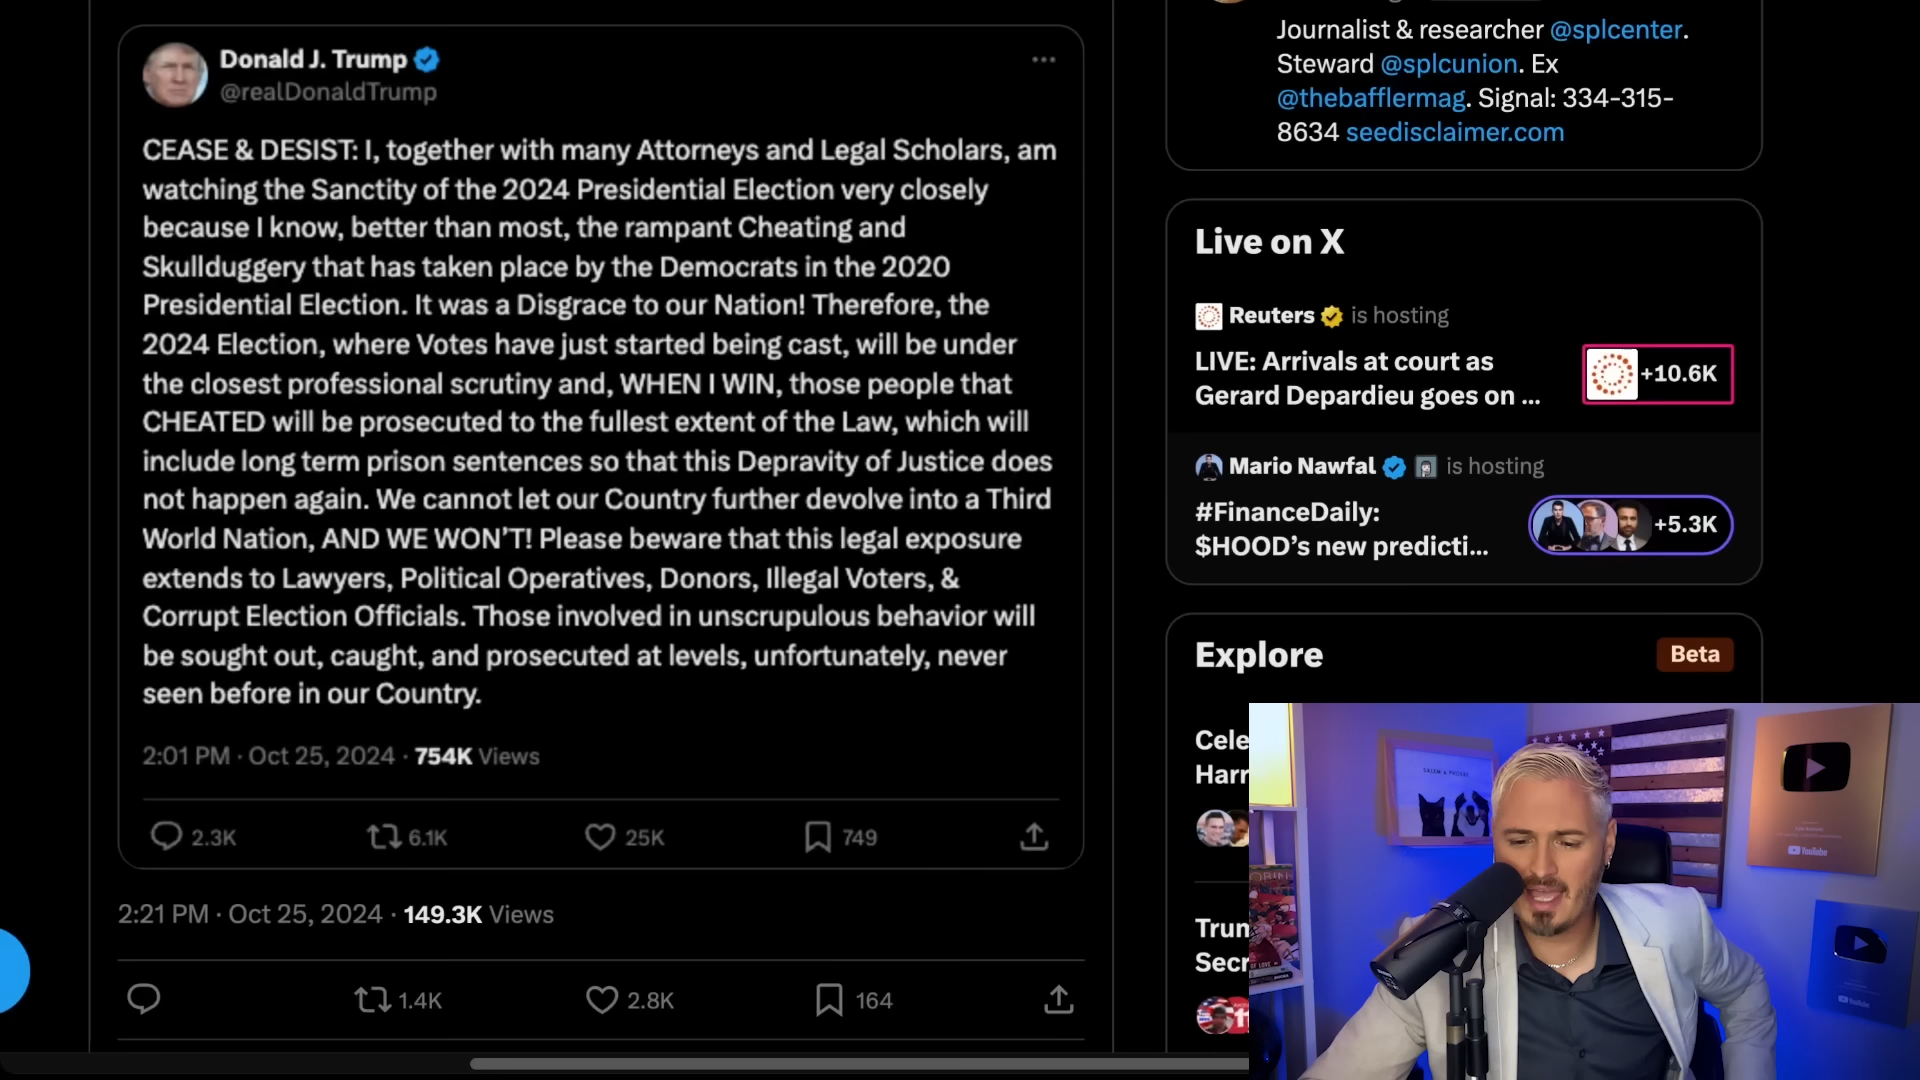 Donald J. Trump
@realDonaldTrump
CEASE & DESIST: I, together with many Attorneys and Legal Scholars, am
watching the Sanctity of the 2024 Presidential Election very closely
because I know, better than most, the rampant Cheating and
Skullduggery that has taken place by the Democrats in the 2020
Presidential Election. It was a Disgrace to our Nation! Therefore, the
2024 Election, where Votes have just started being cast, will be under
the closest professional scrutiny and, WHEN I WIN, those people that
CHEATED will be prosecuted to the fullest extent of the Law, which will
include long term prison sentences so that this Depravity of Justice does
not happen again. We cannot let our Country further devolve into a Third
World Nation, AND WE WON'T! Please beware that this legal exposure
extends to Lawyers, Political Operatives, Donors, Illegal Voters, &
Corrupt Election Officials. Those involved in unscrupulous behavior will
be sought out, caught, and prosecuted at levels, unfortunately, never
seen before in our Country.
2:01 PM · Oct 25, 2024 · 754K Views
2.3K 6.1K 25K 749
2:21 PM · Oct 25, 2024 · 149.3K Views
1.4K 2.8K 164
Journalist & researcher @splcenter.
Steward @splcunion. Ex
@thebafflermag. Signal: 334-315-
8634 seedisclaimer.com
Live on X
Reuters is hosting
LIVE: Arrivals at court as
Gerard Depardieu goes on ...
+10.6K
Mario Nawfal is hosting
#FinanceDaily:
$HOOD's new predicti...
+5.3K
Explore
Beta
Cele
Harr
Trun
Secr
SALEM &
YouTube
YouTube
OF LOVE